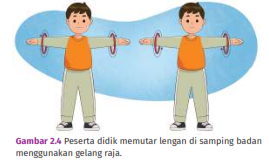 Gambar 2.4 Peserta didik memutar lengan di samping badan
menggunakan gelang raja.